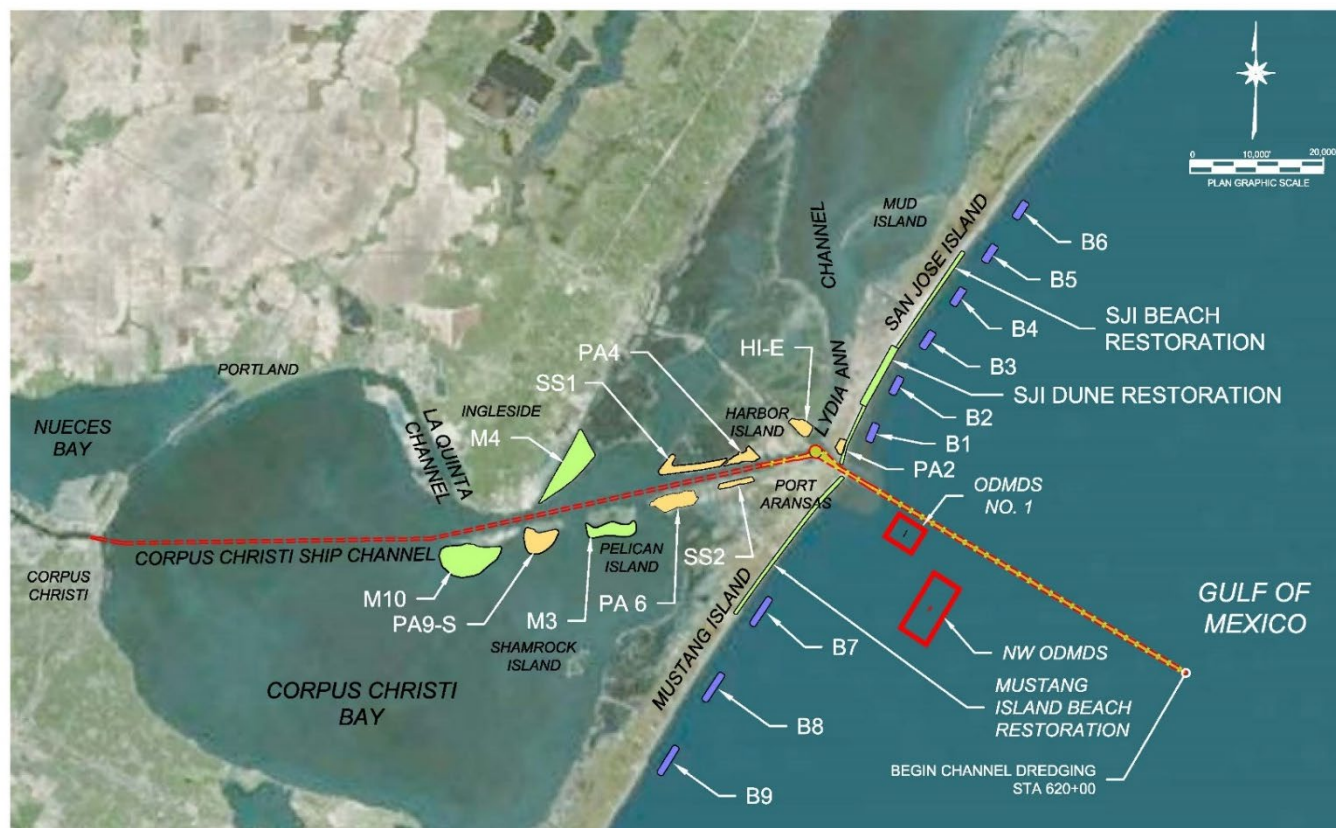 0
10,000'
20,000
PLAN GRAPHIC SCALE
MUD
ISLAND
CHANNEL
LYDIA ANN
SAN JOSE ISLAND
B6
B5
B4
SJI BEACH
RESTORATION
B3
SJI DUNE RESTORATION
B2
B1
PA2
ODMDS
NO. 1
PORTLAND
NUECES
BAY
LA QUINTA
CHANNEL
INGLESIDE
M4
SS1
PA4
HI-E
HARBOR
ISLAND
PORT
ARANSAS
CORPUS CHRISTI SHIP CHANNEL
CORPUS
CHRISTI
M10
PA9-S
M3
PELICAN
ISLAND
PA 6
SS2
SHAMROCK
ISLAND
CORPUS CHRISTI
BAY
MUSTANG ISLAND
B7
B8
B9
NW ODMDS
MUSTANG
ISLAND BEACH
RESTORATION
GULF OF
MEXICO
BEGIN CHANNEL DREDGING
STA 620+00